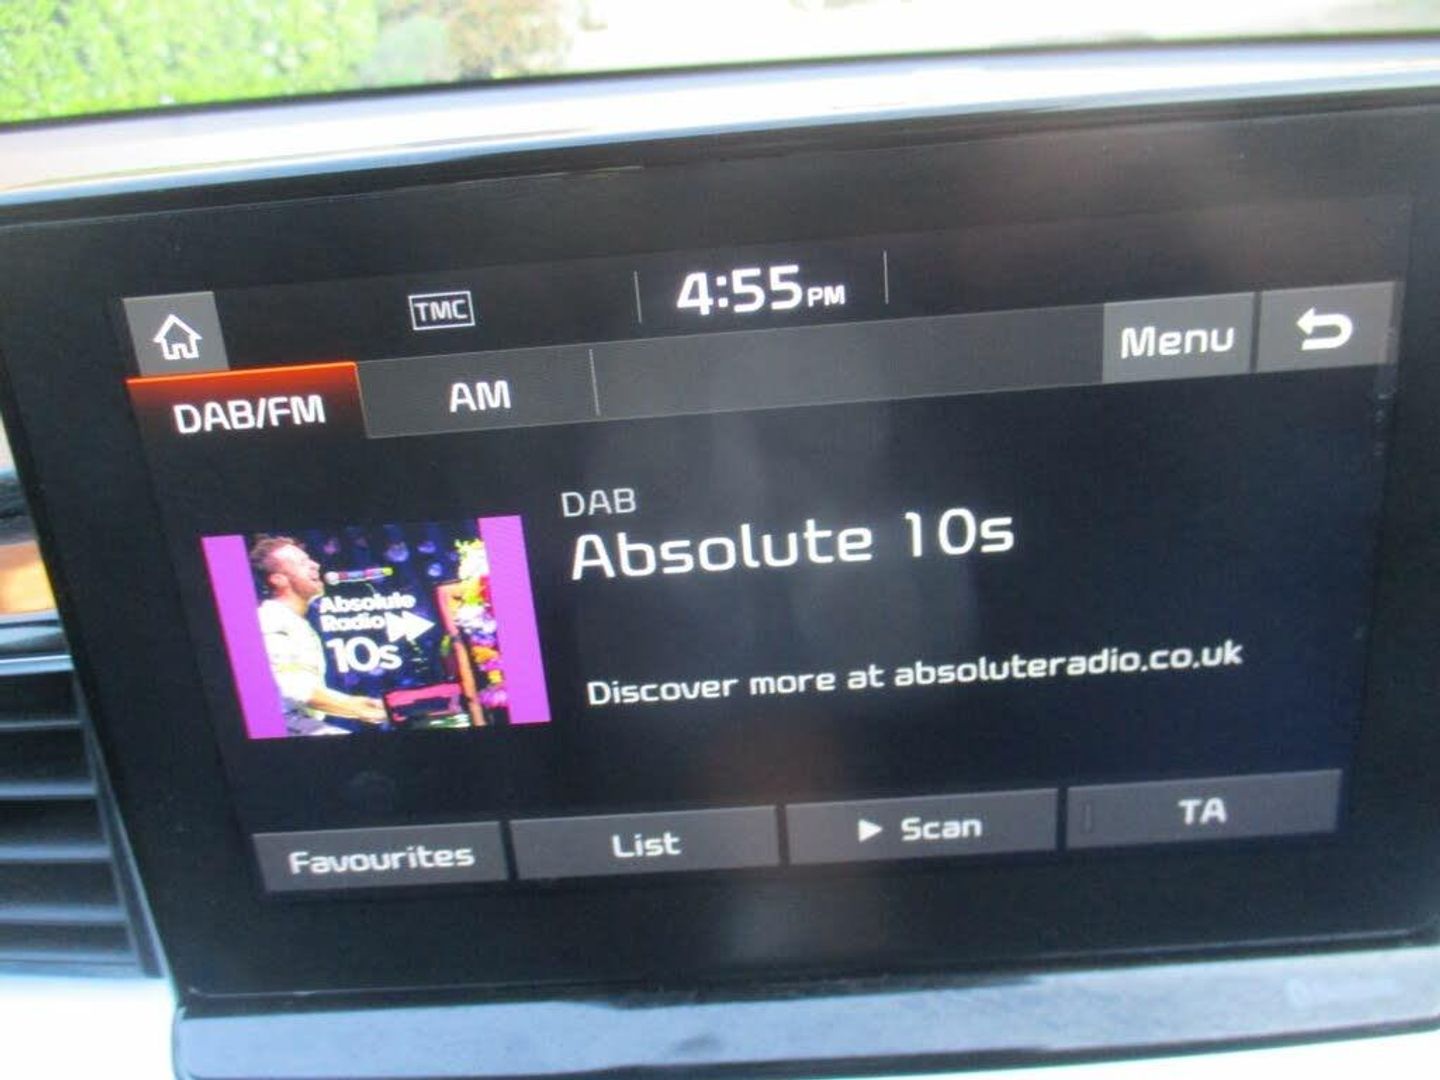 TMC
4:55PM
Menu
DAB/FM
AM
DAB
Absolute 10s
Absolute
Radio
10s
Discover more at absoluteradio.co.uk
Favourites
List
Scan
TA